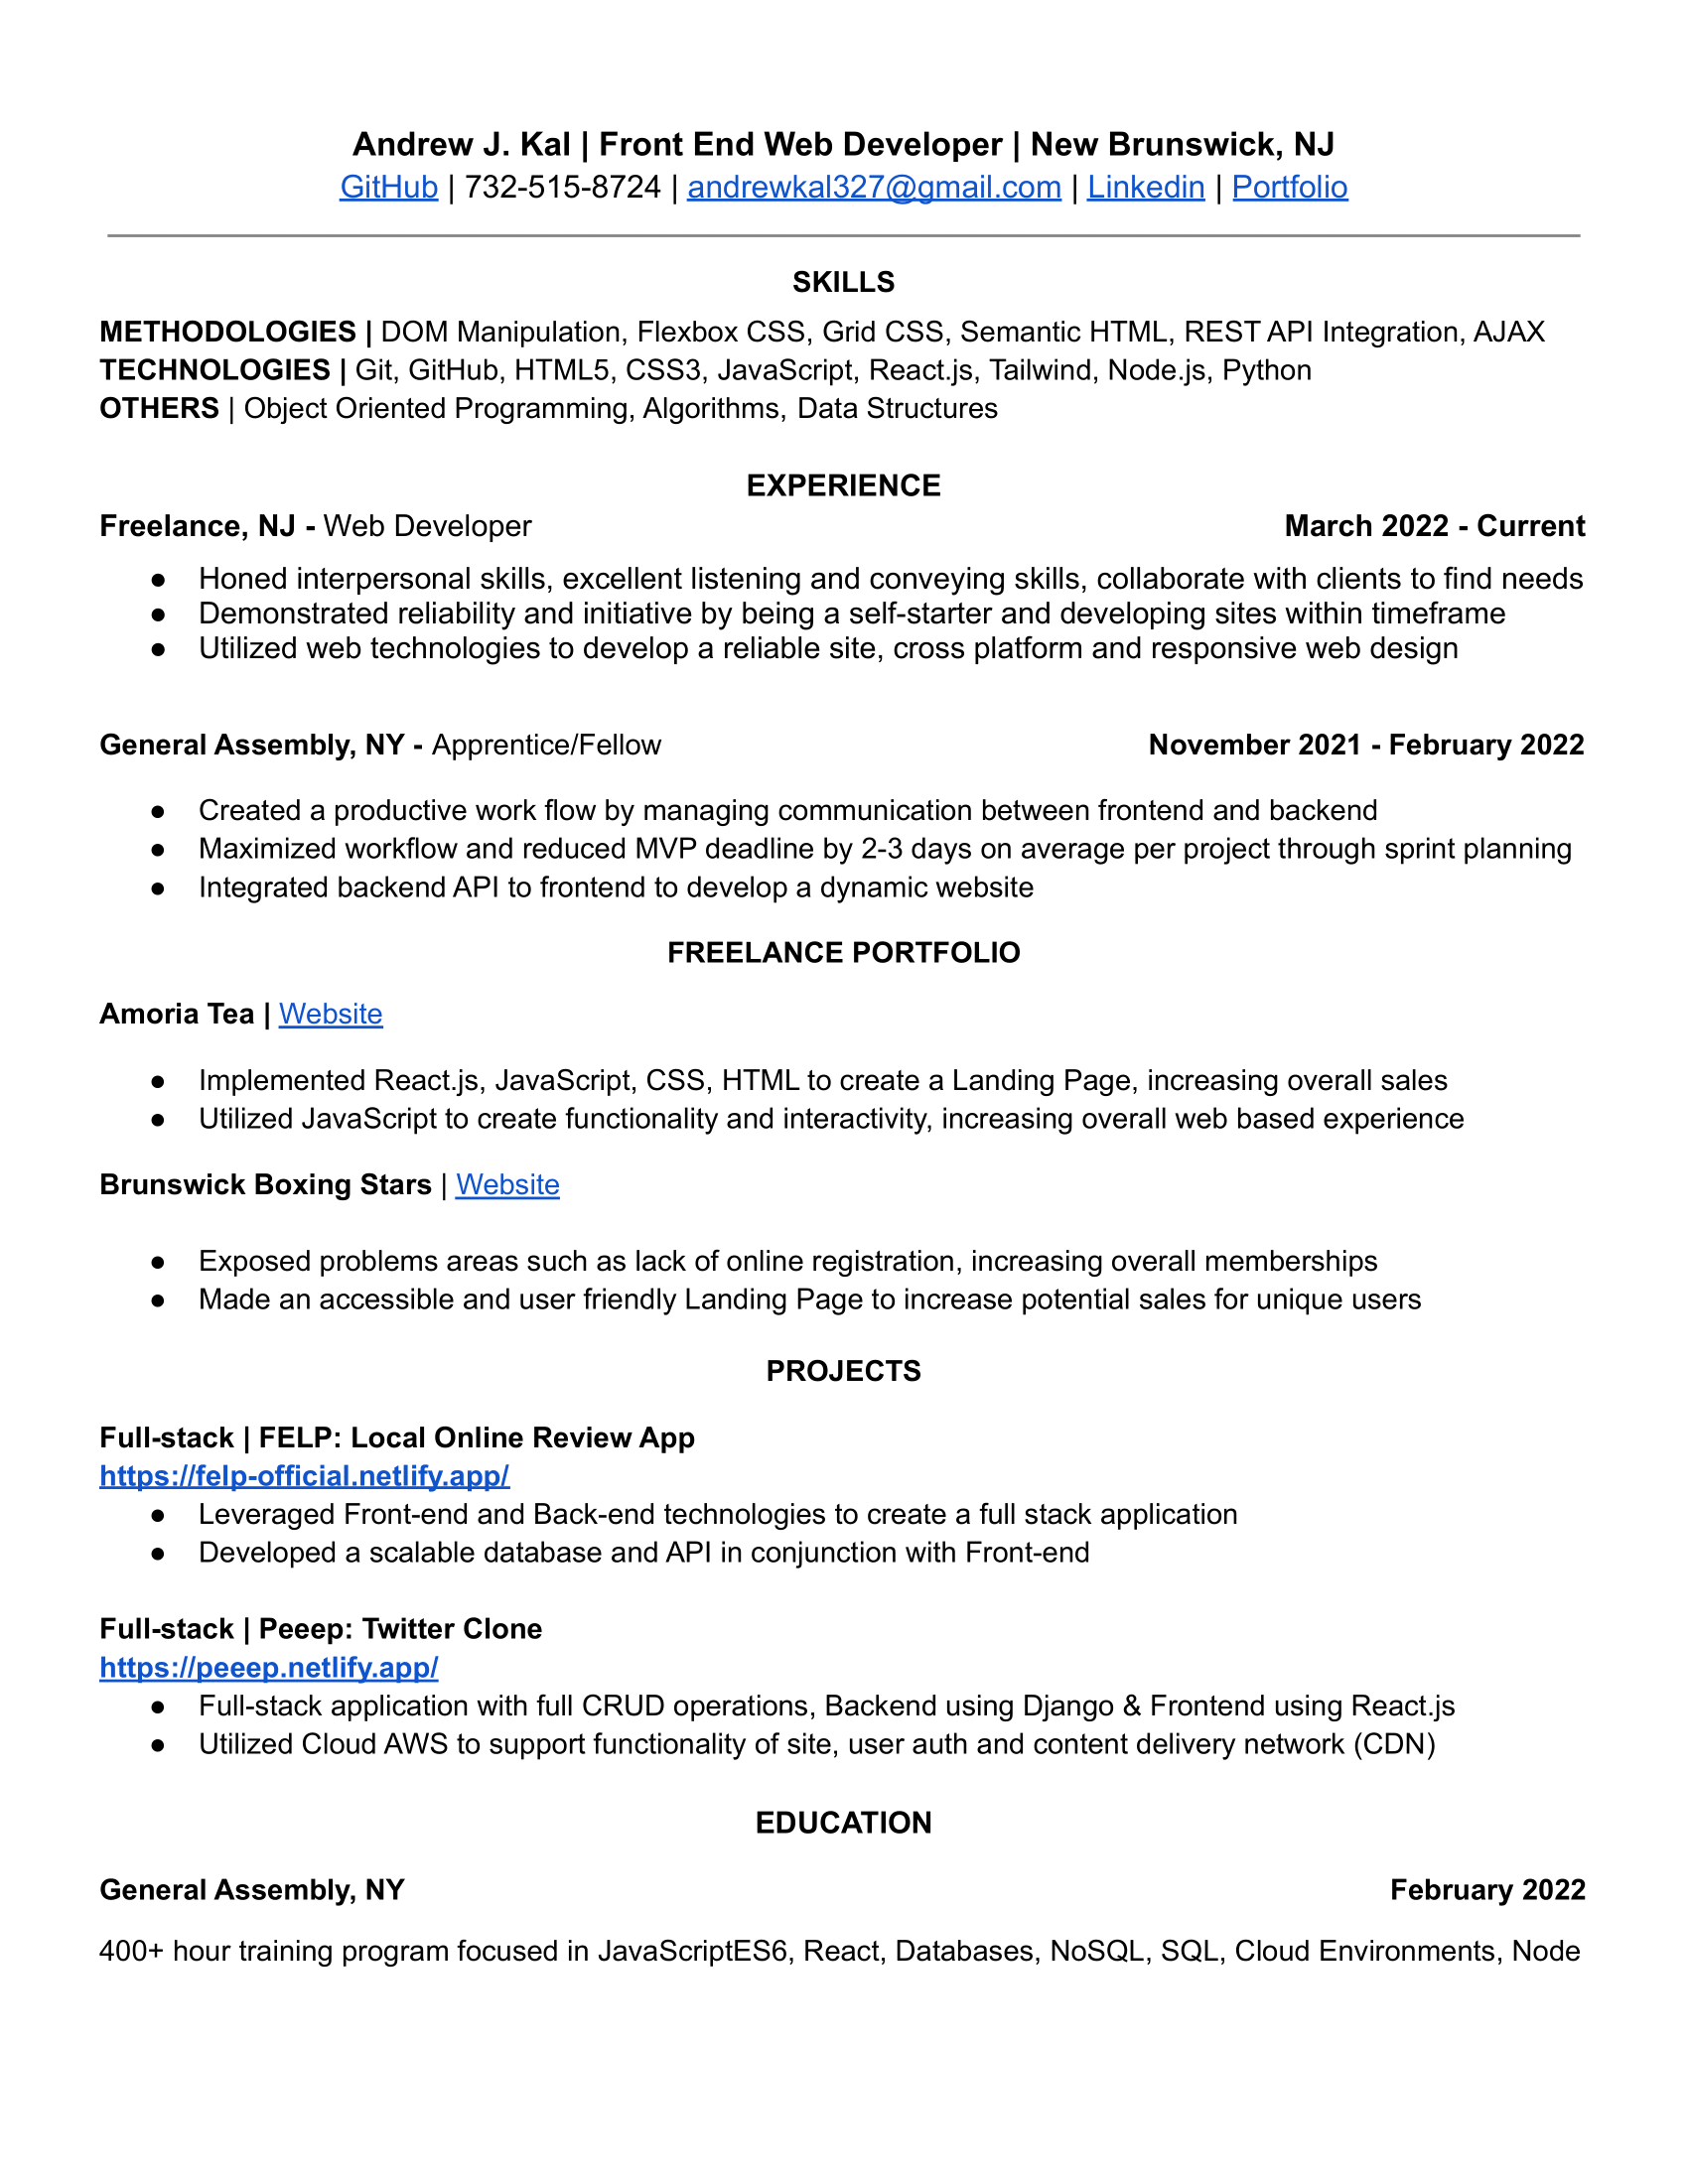 Andrew J. Kal | Front End Web Developer | New Brunswick, NJ
GitHub | 732-515-8724 | andrewkal327@gmail.com | Linkedin | Portfolio
SKILLS
METHODOLOGIES | DOM Manipulation, Flexbox CSS, Grid CSS, Semantic HTML, REST API Integration, AJAX
TECHNOLOGIES | Git, GitHub, HTML5, CSS3, JavaScript, React.js, Tailwind, Node.js, Python
OTHERS | Object Oriented Programming, Algorithms, Data Structures
EXPERIENCE
Freelance, NJ - Web Developer March 2022 - Current
● Honed interpersonal skills, excellent listening and conveying skills, collaborate with clients to find needs
● Demonstrated reliability and initiative by being a self-starter and developing sites within timeframe
● Utilized web technologies to develop a reliable site, cross platform and responsive web design
General Assembly, NY - Apprentice/Fellow November 2021 - February 2022
● Created a productive work flow by managing communication between frontend and backend
● Maximized workflow and reduced MVP deadline by 2-3 days on average per project through sprint planning
● Integrated backend API to frontend to develop a dynamic website
FREELANCE PORTFOLIO
Amoria Tea | Website
● Implemented React.js, JavaScript, CSS, HTML to create a Landing Page, increasing overall sales
● Utilized JavaScript to create functionality and interactivity, increasing overall web based experience
Brunswick Boxing Stars | Website
● Exposed problems areas such as lack of online registration, increasing overall memberships
● Made an accessible and user friendly Landing Page to increase potential sales for unique users
PROJECTS
Full-stack | FELP: Local Online Review App
https://felp-official.netlify.app/
● Leveraged Front-end and Back-end technologies to create a full stack application
● Developed a scalable database and API in conjunction with Front-end
Full-stack | Peeep: Twitter Clone
https://peeep.netlify.app/
● Full-stack application with full CRUD operations, Backend using Django & Frontend using React.js
● Utilized Cloud AWS to support functionality of site, user auth and content delivery network (CDN)
EDUCATION
General Assembly, NY February 2022
400+ hour training program focused in JavaScriptES6, React, Databases, NoSQL, SQL, Cloud Environments, Node